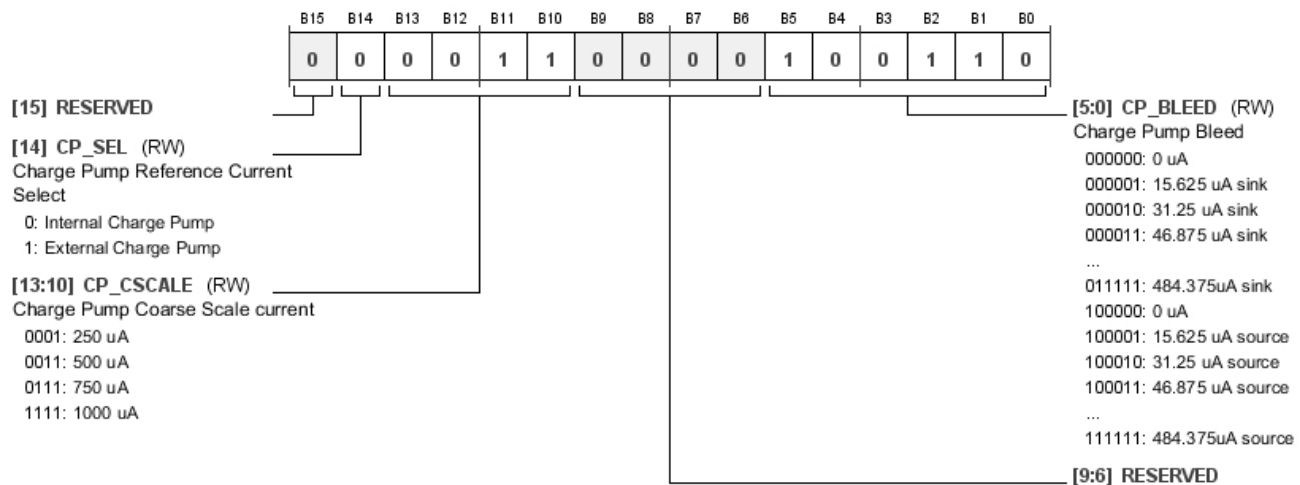 B15 B14 B13 B12 B11 B10 B9 B8 B7 B6 B5 B4 B3 B2 B1 B0
0 0 0 0 1 1 0 0 0 0 1 0 0 1 1 0
[15] RESERVED
[14] CP_SEL (RW)
Charge Pump Reference Current
Select
0: Internal Charge Pump
1: External Charge Pump
[13:10] CP_CSCALE (RW)
Charge Pump Coarse Scale current
0001: 250 uA
0011: 500 uA
0111: 750 uA
1111: 1000 uA
[5:0] CP_BLEED (RW)
Charge Pump Bleed
000000: 0 uA
000001: 15.625 uA sink
000010: 31.25 uA sink
000011: 46.875 uA sink
...
011111: 484.375uA sink
100000: 0 uA
100001: 15.625 uA source
100010: 31.25 uA source
100011: 46.875 uA source
...
111111: 484.375uA source
[9:6] RESERVED